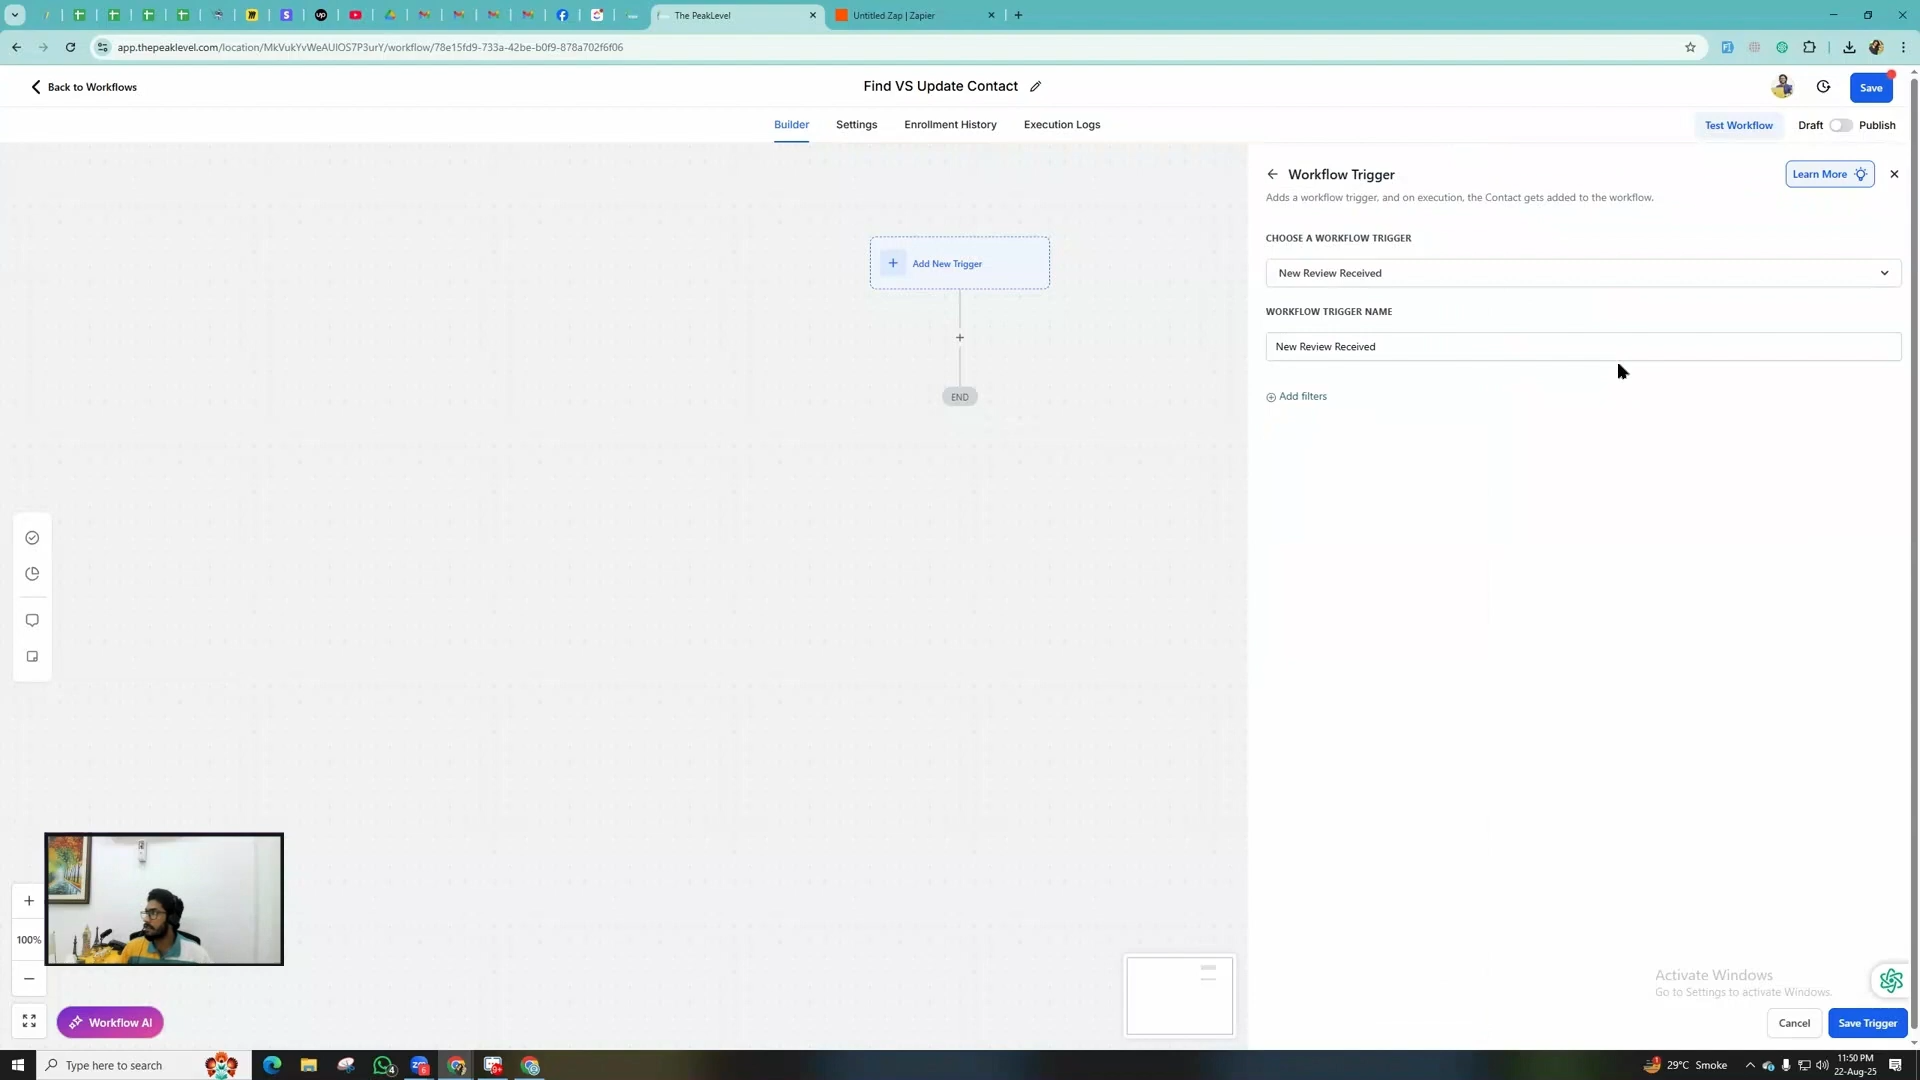 The PeakLevel
Untitled Zap | Zapier
app.thepeaklevel.com/location/MkVukYvWeAUlOS7P3urY/workflow/78e15fd9-733a-42be-b0f9-878a702f6f06
Back to Workflows
Find VS Update Contact
Save
Builder
Settings
Enrollment History
Execution Logs
Test Workflow
Draft
Publish
Workflow Trigger
Learn More
Adds a workflow trigger, and on execution, the Contact gets added to the workflow.
CHOOSE A WORKFLOW TRIGGER
New Review Received
WORKFLOW TRIGGER NAME
New Review Received
Add filters
Add New Trigger
END
100%
Workflow AI
Activate Windows
Go to Settings to activate Windows.
Cancel
Save Trigger
Type here to search
29°C Smoke
11:50 PM
22-Aug-25